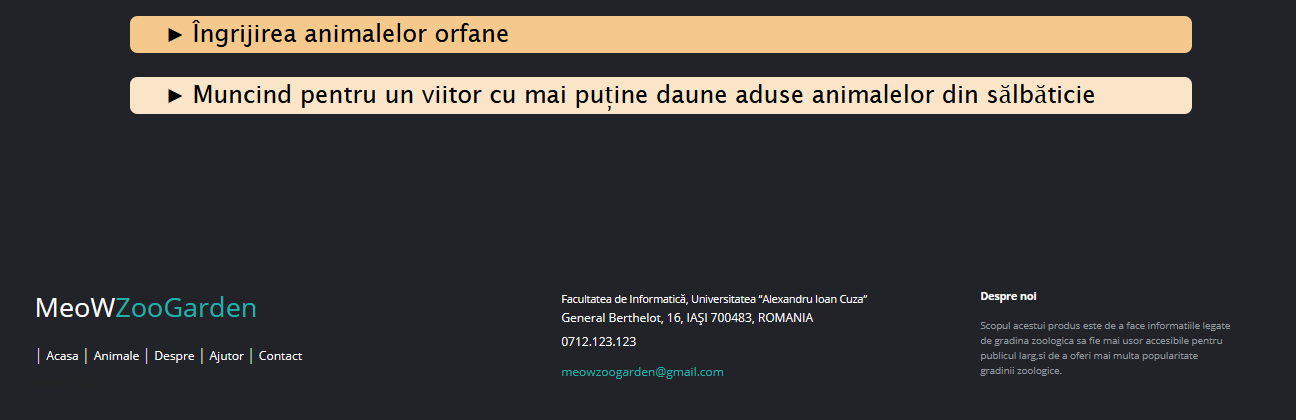 ► Îngrijirea animalelor orfane
► Muncind pentru un viitor cu mai puține daune aduse animalelor din sălbăticie
MeoWZooGarden
| Acasa | Animale | Despre | Ajutor | Contact
Facultatea de Informatică, Universitatea “Alexandru Ioan Cuza”
General Berthelot, 16, IAŞI 700483, ROMANIA
0712.123.123
meowzoogarden@gmail.com
Despre noi
Scopul acestui produs este de a face informatiile legate
de gradina zoologica sa fie mai usor accesibile pentru
publicul larg,si de a oferi mai multa popularitate
gradinii zoologice.